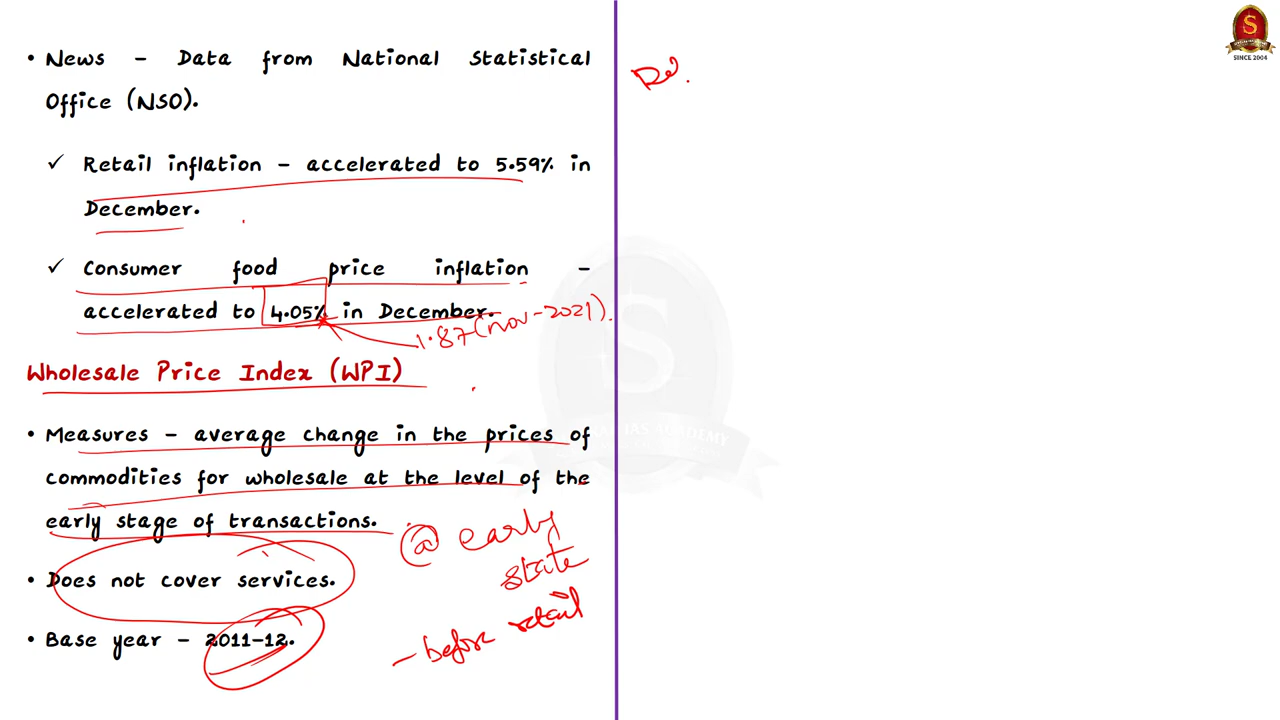 • News – Data from National Statistical
Office (NSO).
✓ Retail inflation – accelerated to 5.59% in
December.
✓ Consumer food price inflation –
accelerated to 4.05% in December.
1.87 (Nov-2021).
Wholesale Price Index (WPI)
• Measures – average change in the prices of
commodities for wholesale at the level of the
early stage of transactions.
@ early
state
• Does not cover services.
retail
• Base year – 2011-12.
– before
SINCE 2004